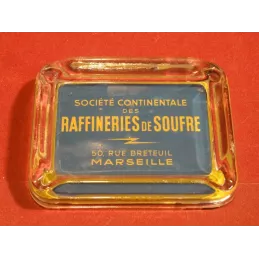 SOCIÉTÉ CONTINENTALE
DES
RAFFINERIES DE SOUFRE
50, RUE BRETEUIL
MARSEILLE